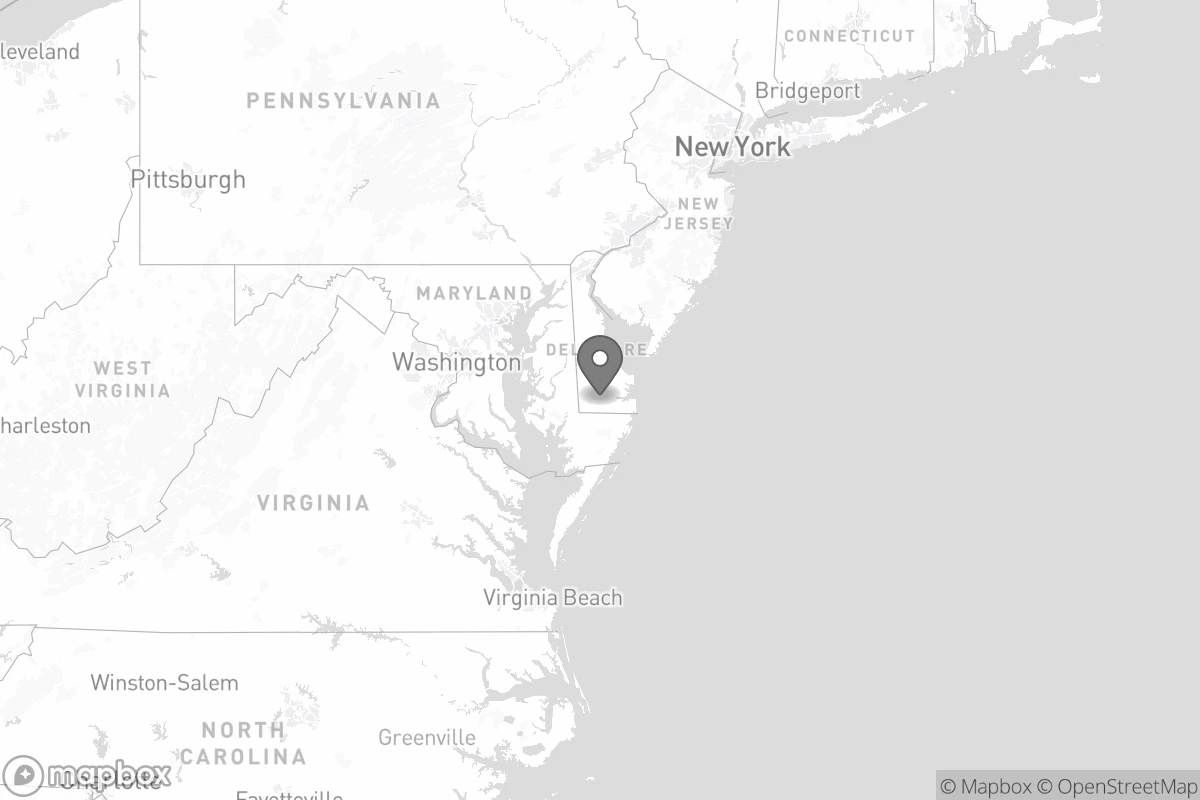 CONNECTICUT
leveland
Bridgeport
PENNSYLVANIA
New York
Pittsburgh
NEW
JERSEY
MARYLAND
Washington
WEST
VIRGINIA
harleston
VIRGINIA
Virginia Beach
Winston-Salem
NORTH
CAROLINA
Greenville
mapbox
Charlotte
Fayetteville
© Mapbox © OpenStreetMap